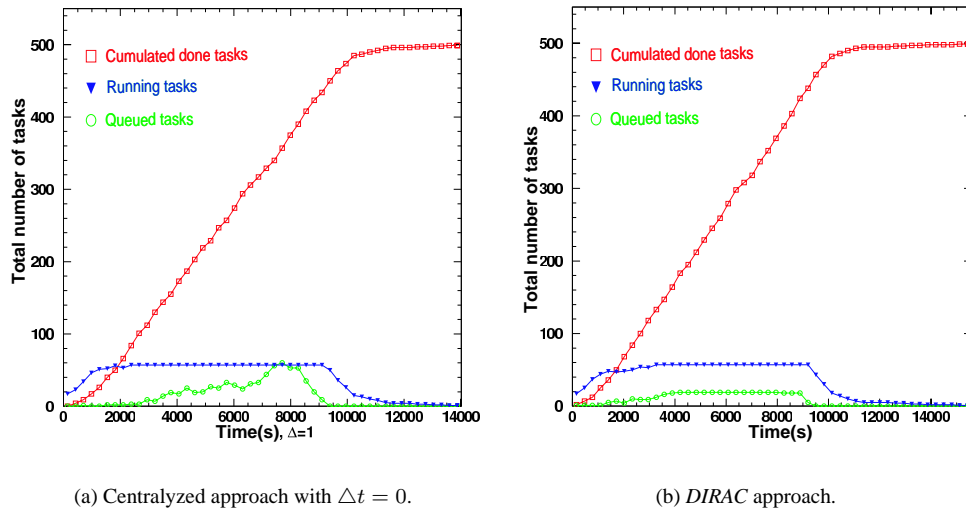 500
400
300
200
100
0
Total number of tasks
Cumulated done tasks
Running tasks
Queued tasks
0 2000 4000 6000 8000 10000 12000 14000
Time(s), Δ=1
(a) Centralyzed approach with △t = 0.
500
400
300
200
100
0
Total number of tasks
Cumulated done tasks
Running tasks
Queued tasks
0 2000 4000 6000 8000 10000 12000 14000
Time(s)
(b) DIRAC approach.